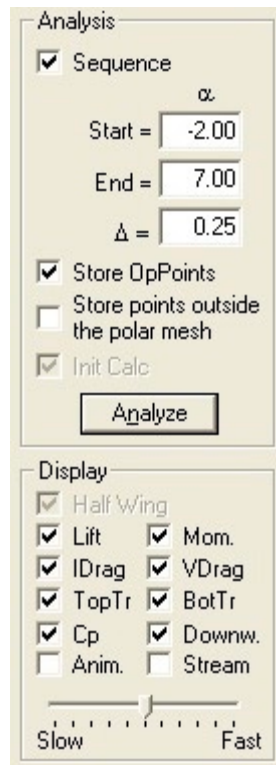 Analysis
Sequence
α
Start = -2.00
End = 7.00
Δ = 0.25
Store OpPoints
Store points outside
the polar mesh
Init Calc
Analyze
Display
Half Wing
Lift Mom.
IDrag VDrag
TopTr BotTr
Cp Downw.
Anim. Stream
Slow Fast